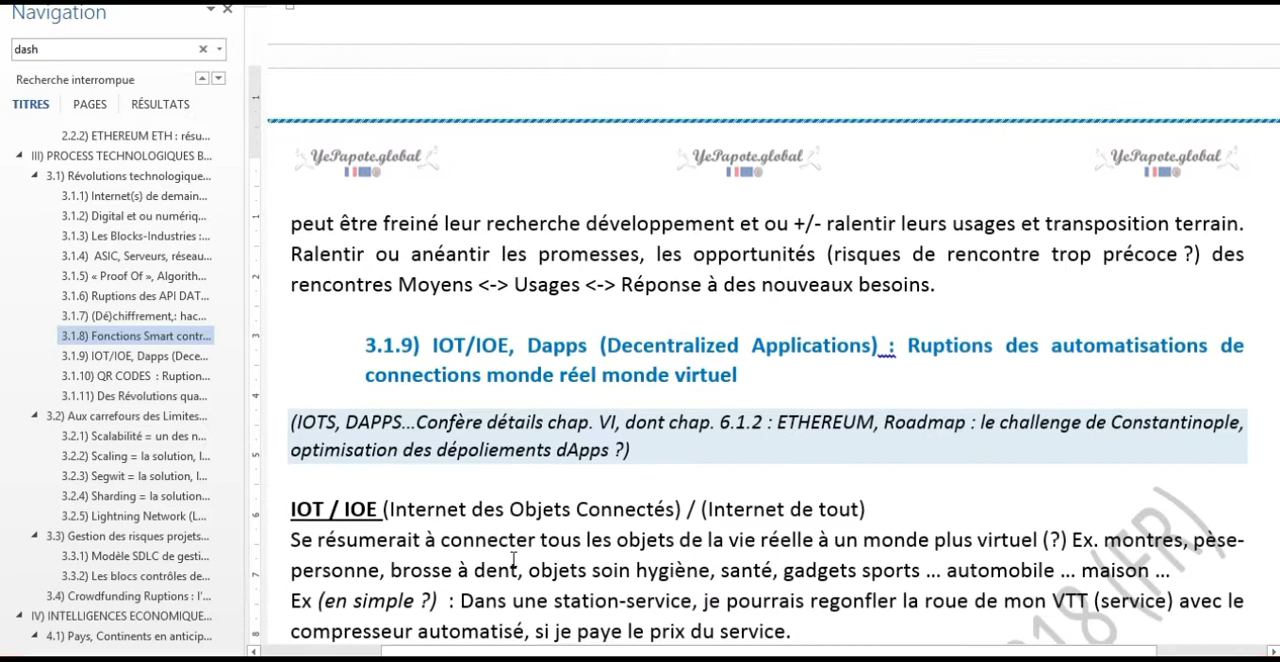 Navigation
dash
Recherche interrompue
TITRES PAGES RÉSULTATS
2.2.2) ETHEREUM ETH : résu...
III) PROCESS TECHNOLOGIQUES B...
3.1) Révolutions technologique...
3.1.1) Internet(s) de demain...
3.1.2) Digital et ou numériq...
3.1.3) Les Blocks-Industries :...
3.1.4) ASIC, Serveurs, réseau...
3.1.5) « Proof Of », Algorith...
3.1.6) Ruptions des API DAT...
3.1.7) (Dé)chiffrement,: hac...
3.1.8) Fonctions Smart contr...
3.1.9) IOT/IOE, Dapps (Dece...
3.1.10) QR CODES : Ruption...
3.1.11) Des Révolutions qua...
3.2) Aux carrefours des Limites...
3.2.1) Scalabilité = un des n...
3.2.2) Scaling = la solution, l...
3.2.3) Segwit = la solution, l...
3.2.4) Sharding = la solution...
3.2.5) Lightning Network (L...
3.3) Gestion des risques projets...
3.3.1) Modèle SDLC de gesti...
3.3.2) Les blocs contrôles de...
3.4) Crowdfunding Ruptions : l'...
IV) INTELLIGENCES ECONOMIQUE...
4.1) Pays, Continents en anticip...
YePapote.global YePapote.global YePapote.global
peut être freiné leur recherche développement et ou +/- ralentir leurs usages et transposition terrain.
Ralentir ou anéantir les promesses, les opportunités (risques de rencontre trop précoce ?) des
rencontres Moyens <-> Usages <-> Réponse à des nouveaux besoins.
3.1.9) IOT/IOE, Dapps (Decentralized Applications) : Ruptions des automatisations de
connections monde réel monde virtuel
(IOTS, DAPPS...Confère détails chap. VI, dont chap. 6.1.2 : ETHEREUM, Roadmap : le challenge de Constantinople,
optimisation des dépoliements dApps ?)
IOT / IOE (Internet des Objets Connectés) / (Internet de tout)
Se résumerait à connecter tous les objets de la vie réelle à un monde plus virtuel (?) Ex. montres, pèse-
personne, brosse à dent, objets soin hygiène, santé, gadgets sports ... automobile ... maison ...
Ex (en simple ?) : Dans une station-service, je pourrais regonfler la roue de mon VTT (service) avec le
compresseur automatisé, si je paye le prix du service.
018 (FR)
1
1
2
3
4
5
6
7
8